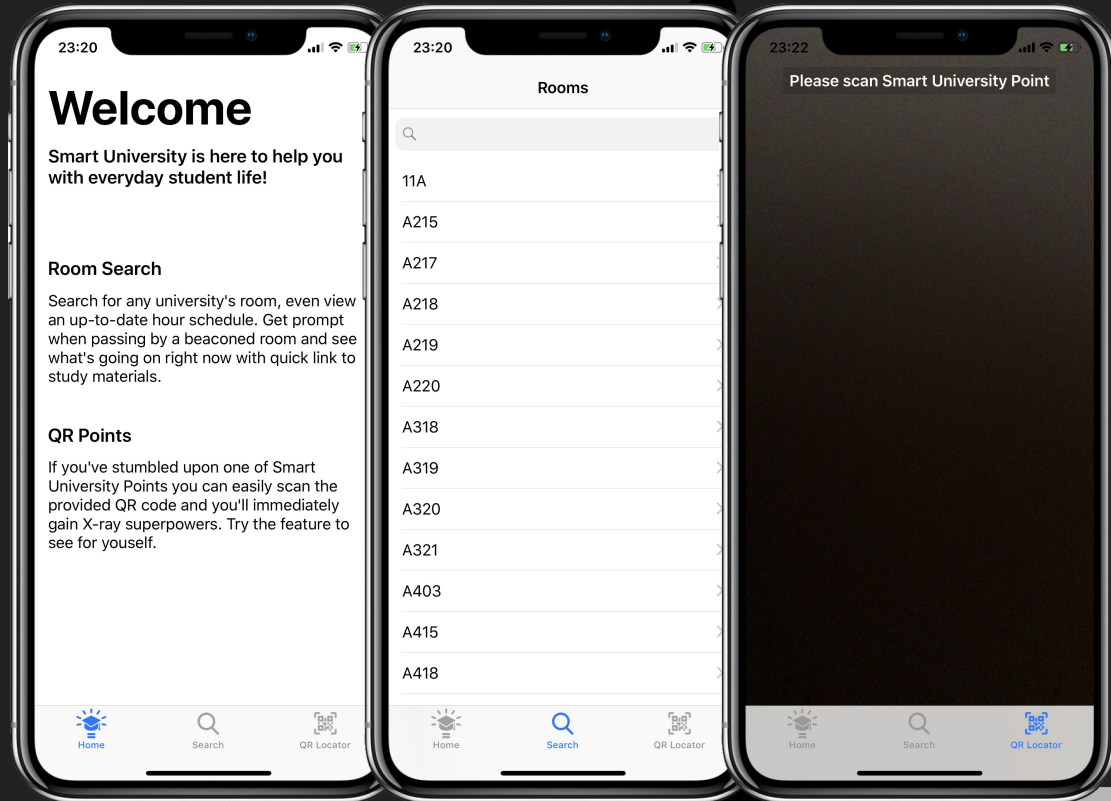 23:20
Welcome
Smart University is here to help you
with everyday student life!
Room Search
Search for any university's room, even view
an up-to-date hour schedule. Get prompt
when passing by a beaconed room and see
what's going on right now with quick link to
study materials.
QR Points
If you've stumbled upon one of Smart
University Points you can easily scan the
provided QR code and you'll immediately
gain X-ray superpowers. Try the feature to
see for youself.
Home
Search
QR Locator
23:20
Rooms
11A
A215
A217
A218
A219
A220
A318
A319
A320
A321
A403
A415
A418
Home
Search
QR Locator
23:22
Please scan Smart University Point
Home
Search
QR Locator